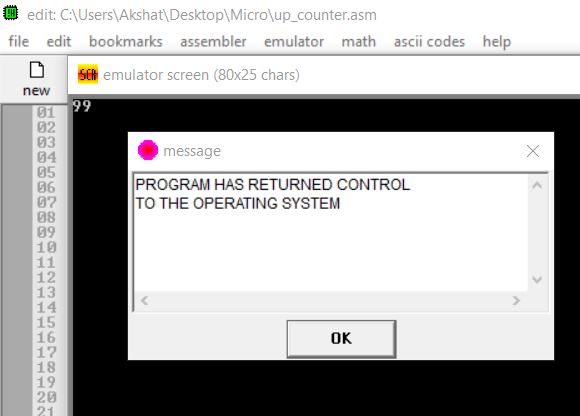 edit: C:\Users\Akshat\Desktop\Micro\up_counter.asm
file edit bookmarks assembler emulator math ascii codes help
new
SCR emulator screen (80x25 chars)
99
message
PROGRAM HAS RETURNED CONTROL
TO THE OPERATING SYSTEM
OK
01
02
03
04
05
06
07
08
09
10
11
12
13
14
15
16
17
18
19
20
21